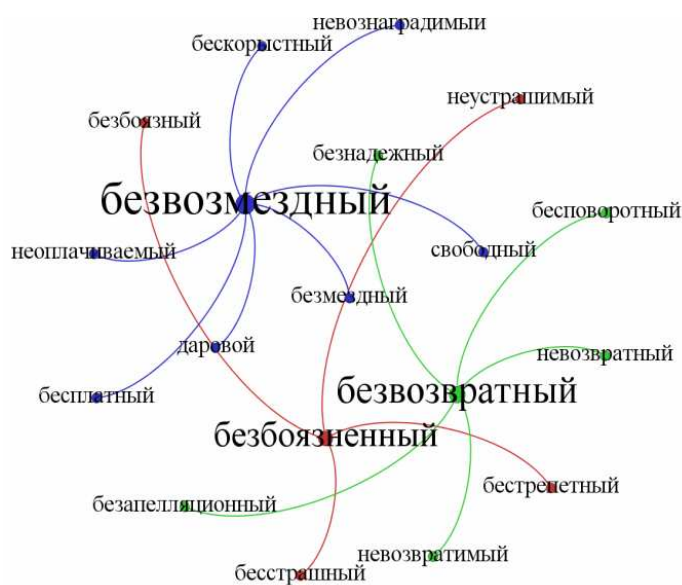 невознаградимый
бескорыстный
неустрашимый
безбоязный
безнадежный
безвозмездный
бесповоротный
неоплачиваемый
свободный
безмездный
даровой
невозвратный
бесплатный
безвозвратный
безбоязненный
бестрепетный
безапелляционный
невозвратимый
бесстрашный